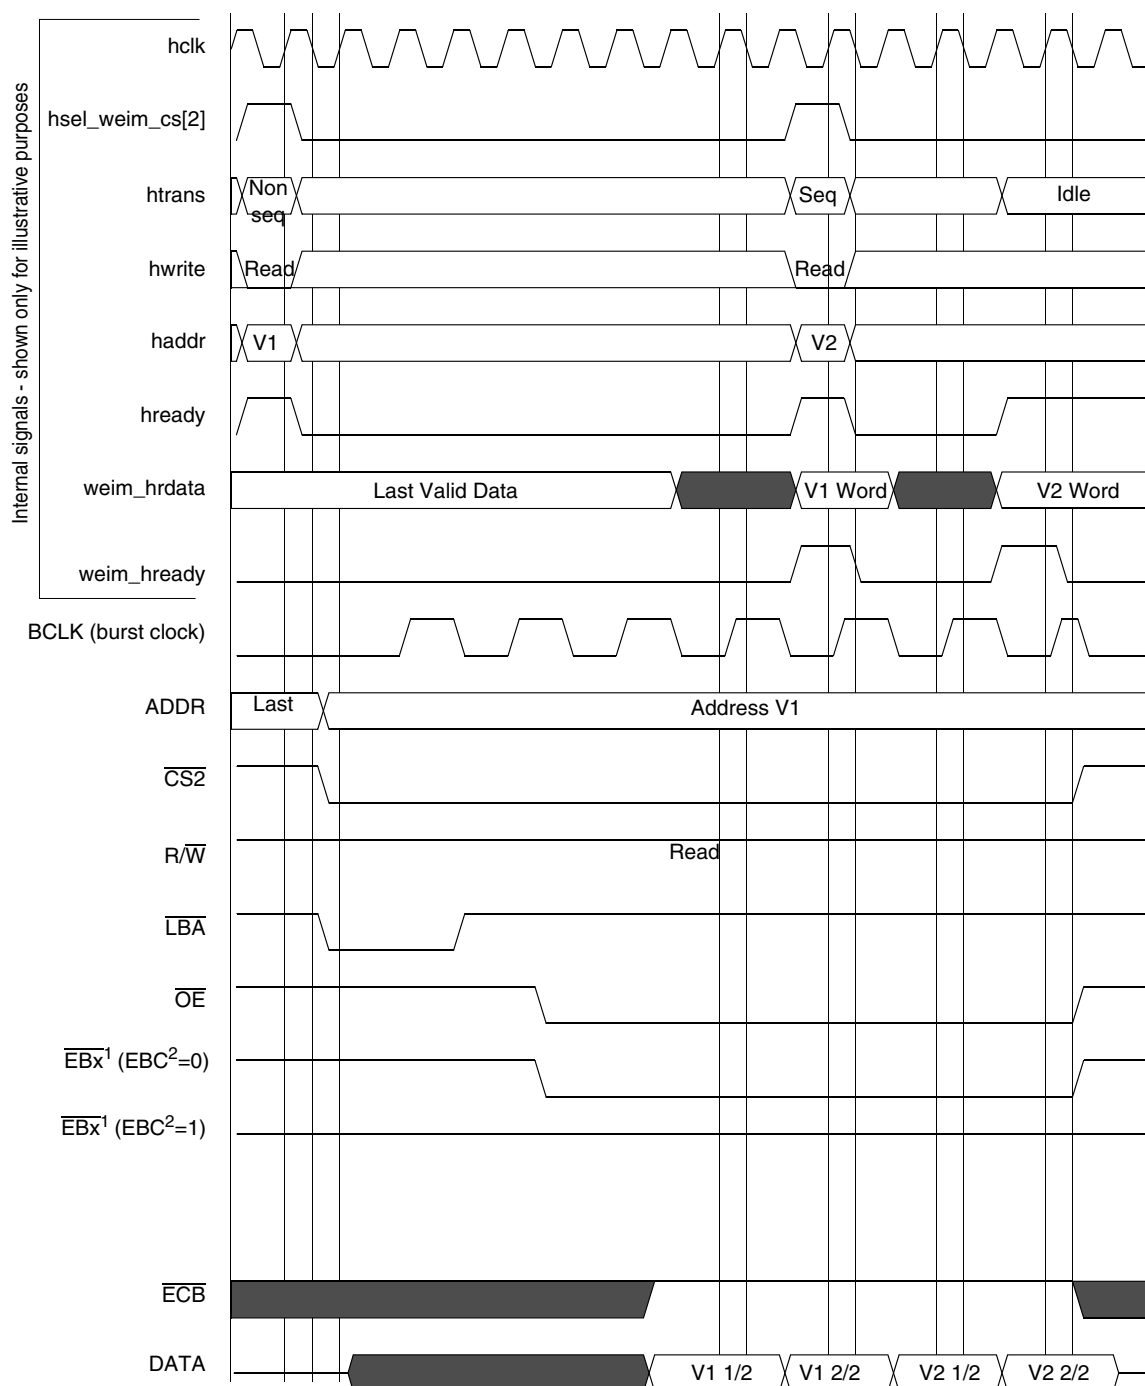 Internal signals - shown only for illustrative purposes
hclk
hsel_weim_cs[2]
htrans
Non
seq
Seq
Idle
hwrite
Read
Read
haddr
V1
V2
hready
weim_hrdata
Last Valid Data
V1 Word
V2 Word
weim_hready
BCLK (burst clock)
ADDR
Last
Address V1
CS2
R/W
Read
LBA
OE
EBx1 (EBC2=0)
EBx1 (EBC2=1)
ECB
DATA
V1 1/2
V1 2/2
V2 1/2
V2 2/2